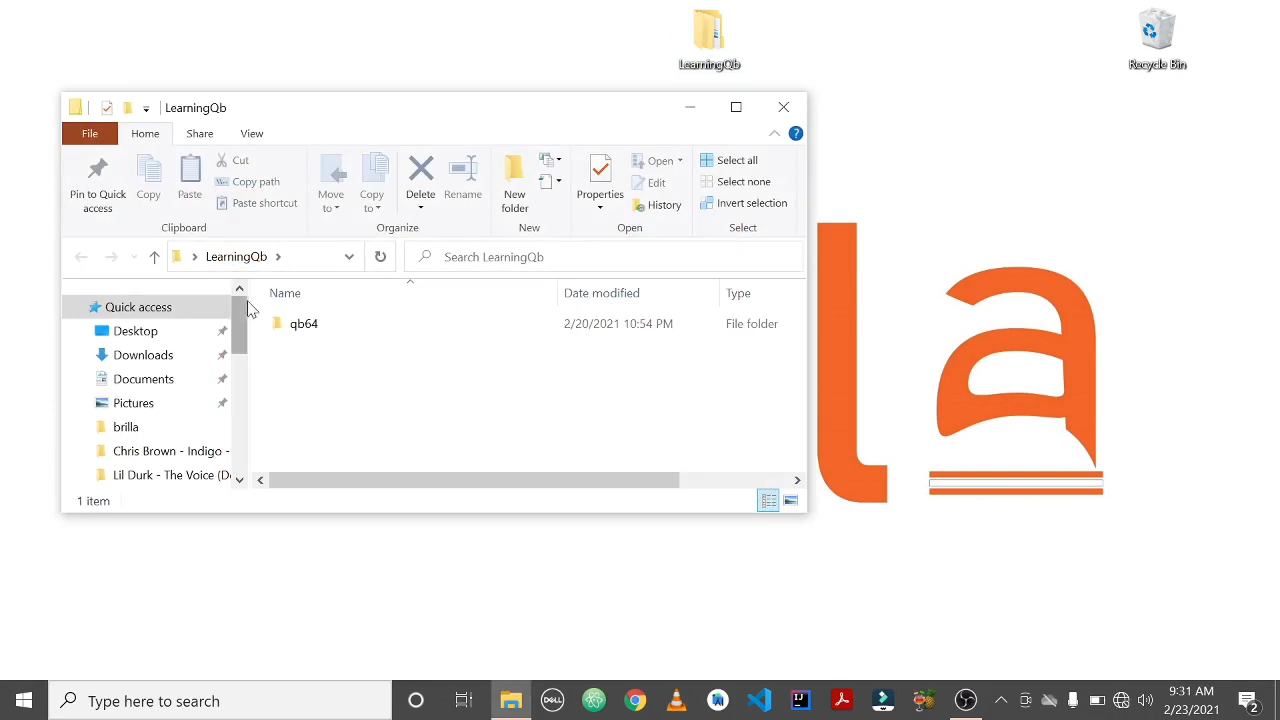 LearningQb
Recycle Bin
LearningQb
File
Home
Share
View
Pin to Quick
access
Copy
Paste
Cut
Copy path
Paste shortcut
Clipboard
Move
to
Copy
to
Delete
Rename
Organize
New
folder
New
Properties
Open
Edit
History
Open
Select all
Select none
Invert selection
Select
LearningQb
Search LearningQb
Name
Date modified
Type
qb64
2/20/2021 10:54 PM
File folder
Quick access
Desktop
Downloads
Documents
Pictures
brilla
Chris Brown - Indigo -
Lil Durk - The Voice (D
1 item
la
Type here to search
DELL
IJ
9:31 AM
2/23/2021
2